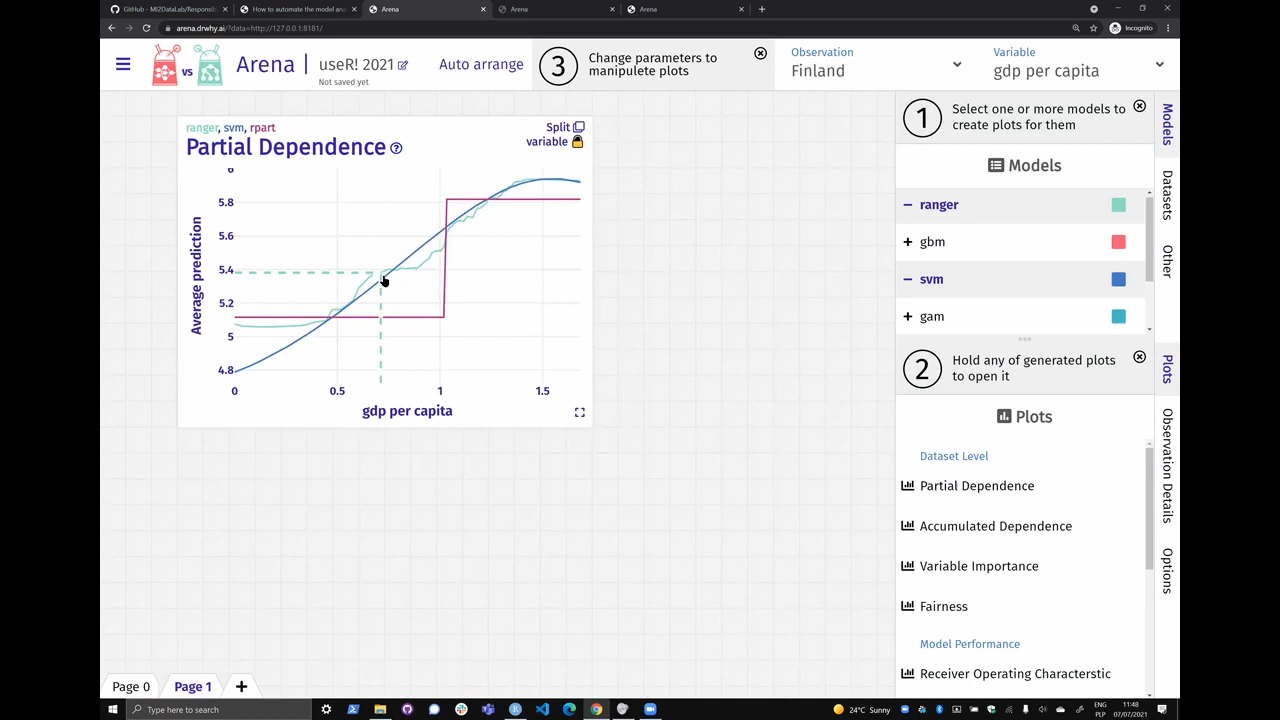 GitHub - MI2DataLab/Responsib
How to automate the model ana
Arena
Arena
Arena
arena.drwhy.ai/?data=http://127.0.0.1:8181/
Incognito
vs
Arena
useR! 2021
Not saved yet
Auto arrange
3
Change parameters to
manipulete plots
Observation
Finland
Variable
gdp per capita
ranger, svm, rpart
Split
Partial Dependence
variable
6
5.8
5.6
5.4
5.2
5
4.8
Average prediction
0
0.5
1
1.5
gdp per capita
1
Select one or more models to
create plots for them
Models
ranger
gbm
svm
gam
2
Hold any of generated plots
to open it
Plots
Dataset Level
Partial Dependence
Accumulated Dependence
Variable Importance
Fairness
Model Performance
Receiver Operating Characterstic
Models
Datasets
Other
Plots
Observation Details
Options
Page 0
Page 1
Type here to search
24°C Sunny
ENG
PLP
11:48
07/07/2021